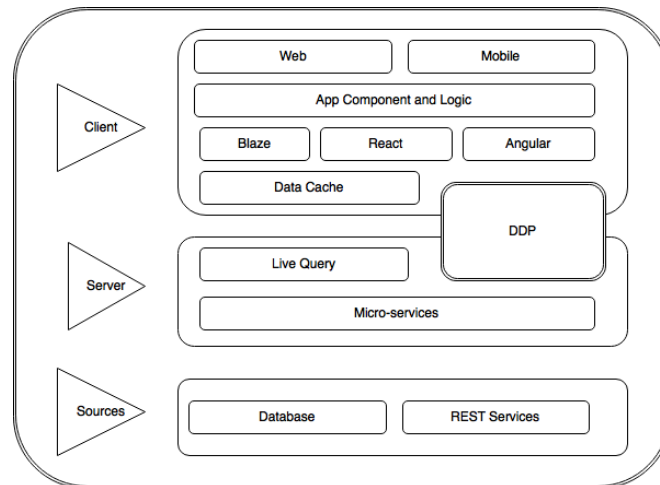 Web
Mobile
App Component and Logic
Client
Blaze
React
Angular
Data Cache
DDP
Live Query
Server
Micro-services
Sources
Database
REST Services